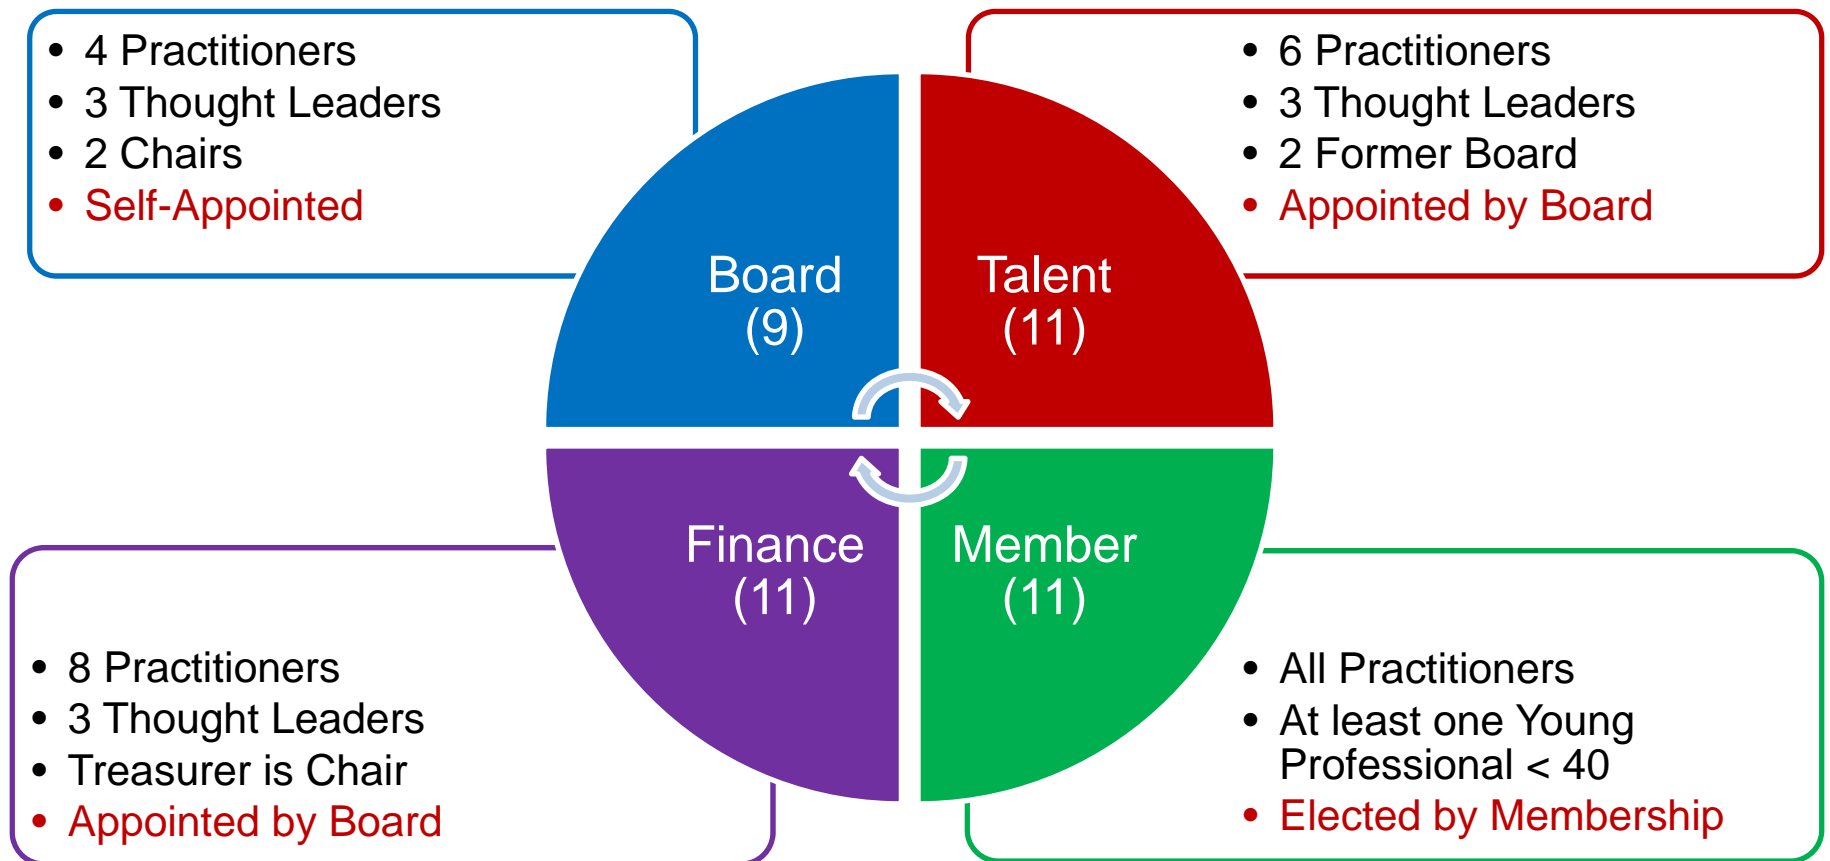 • 4 Practitioners
• 3 Thought Leaders
• 2 Chairs
• Self-Appointed
• 6 Practitioners
• 3 Thought Leaders
• 2 Former Board
• Appointed by Board
Board
(9)
Talent
(11)
Finance
(11)
Member
(11)
• 8 Practitioners
• 3 Thought Leaders
• Treasurer is Chair
• Appointed by Board
• All Practitioners
• At least one Young
Professional < 40
• Elected by Membership